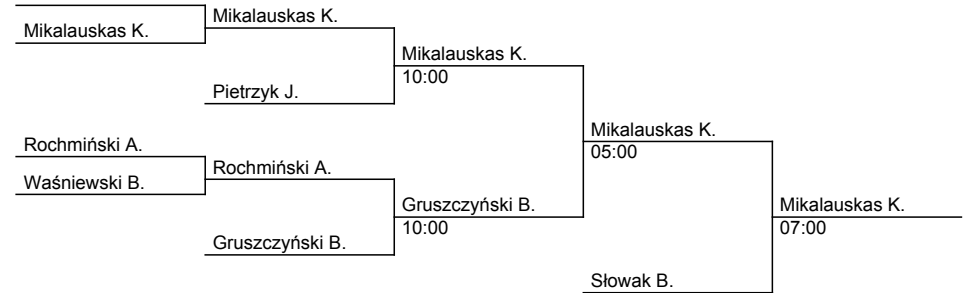 Mikalauskas K.
Mikalauskas K.
Mikalauskas K.
10:00
Pietrzyk J.
Mikalauskas K.
05:00
Rochmiński A.
Waśniewski B.
Rochmiński A.
Gruszczyński B.
10:00
Mikalauskas K.
07:00
Gruszczyński B.
Słowak B.